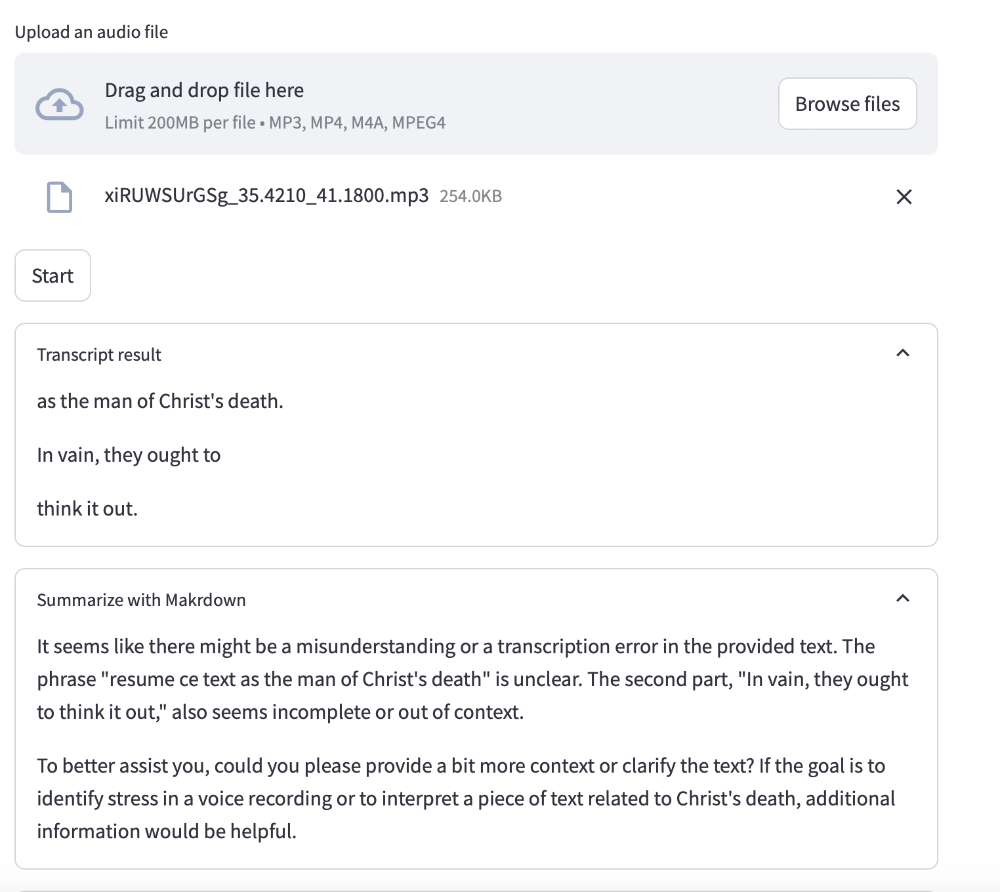 Upload an audio file
Drag and drop file here
Limit 200MB per file • MP3, MP4, M4A, MPEG4
Browse files
xiRUWSUrGSg_35.4210_41.1800.mp3 254.0KB
Start
Transcript result
as the man of Christ's death.
In vain, they ought to
think it out.
Summarize with Makrdown
It seems like there might be a misunderstanding or a transcription error in the provided text. The
phrase "resume ce text as the man of Christ's death" is unclear. The second part, "In vain, they ought
to think it out," also seems incomplete or out of context.
To better assist you, could you please provide a bit more context or clarify the text? If the goal is to
identify stress in a voice recording or to interpret a piece of text related to Christ's death, additional
information would be helpful.